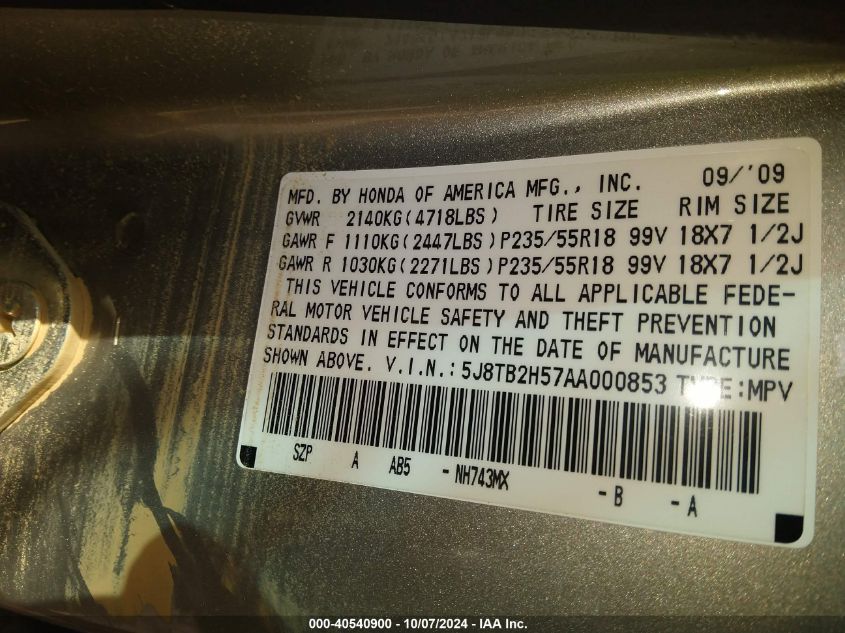 MFD. BY HONDA OF AMERICA MFG., INC. 09/'09
GVWR 2140KG(4718LBS) TIRE SIZE RIM SIZE
GAWR F 1110KG(2447LBS)P235/55R18 99V 18X7 1/2J
GAWR R 1030KG(2271LBS)P235/55R18 99V 18X7 1/2J
THIS VEHICLE CONFORMS TO ALL APPLICABLE FEDE-
RAL MOTOR VEHICLE SAFETY AND THEFT PREVENTION
STANDARDS IN EFFECT ON THE DATE OF MANUFACTURE
SHOWN ABOVE. V.I.N.:5J8TB2H57AA000853 TYPE:MPV
SZP A AB5 -NH743MX -B -A
000-40540900 - 10/07/2024 - IAA Inc.